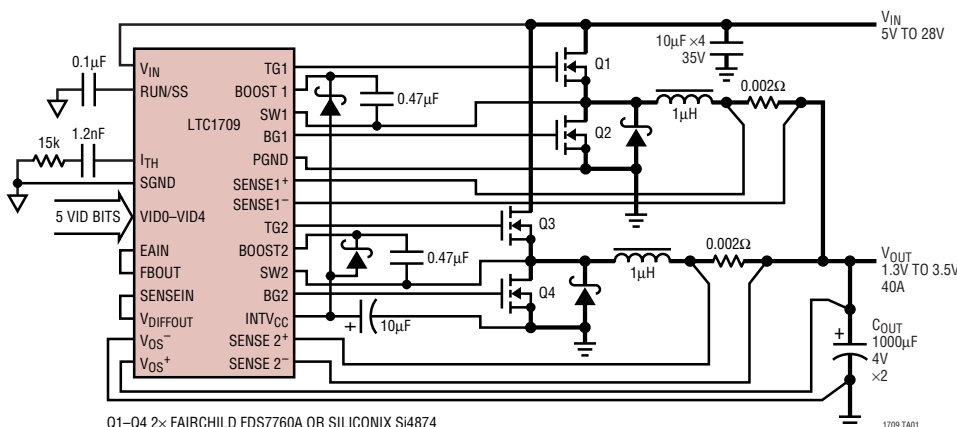 VIN
5V TO 28V
10µF ×4
35V
0.1µF
VIN
RUN/SS
LTC1709
TG1
BOOST 1
SW1
BG1
PGND
SENSE1+
SENSE1−
TG2
BOOST2
SW2
BG2
INTVCC
SENSE 2+
SENSE 2−
0.47µF
Q1
Q2
0.002Ω
1µH
15k
1.2nF
ITH
SGND
5 VID BITS
VID0–VID4
EAIN
FBOUT
SENSEIN
VDIFFOUT
VOS−
VOS+
0.47µF
+
10µF
Q3
Q4
0.002Ω
1µH
VOUT
1.3V TO 3.5V
40A
+
COUT
1000µF
4V
×2
Q1–Q4 2× FAIRCHILD FDS7760A OR SILICONIX Si4874
1709 TA01